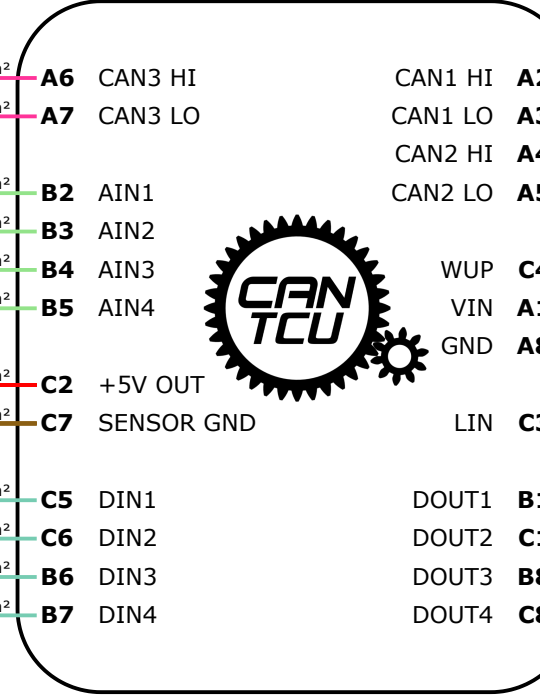 A6 CAN3 HI CAN1 HI
A7 CAN3 LO CAN1 LO
CAN2 HI
B2 AIN1 CAN2 LO
B3 AIN2
B4 AIN3 WUP
B5 AIN4 VIN
GND
CAN
TCU
C2 +5V OUT
C7 SENSOR GND LIN
C5 DIN1 DOUT1
C6 DIN2 DOUT2
B6 DIN3 DOUT3
B7 DIN4 DOUT4